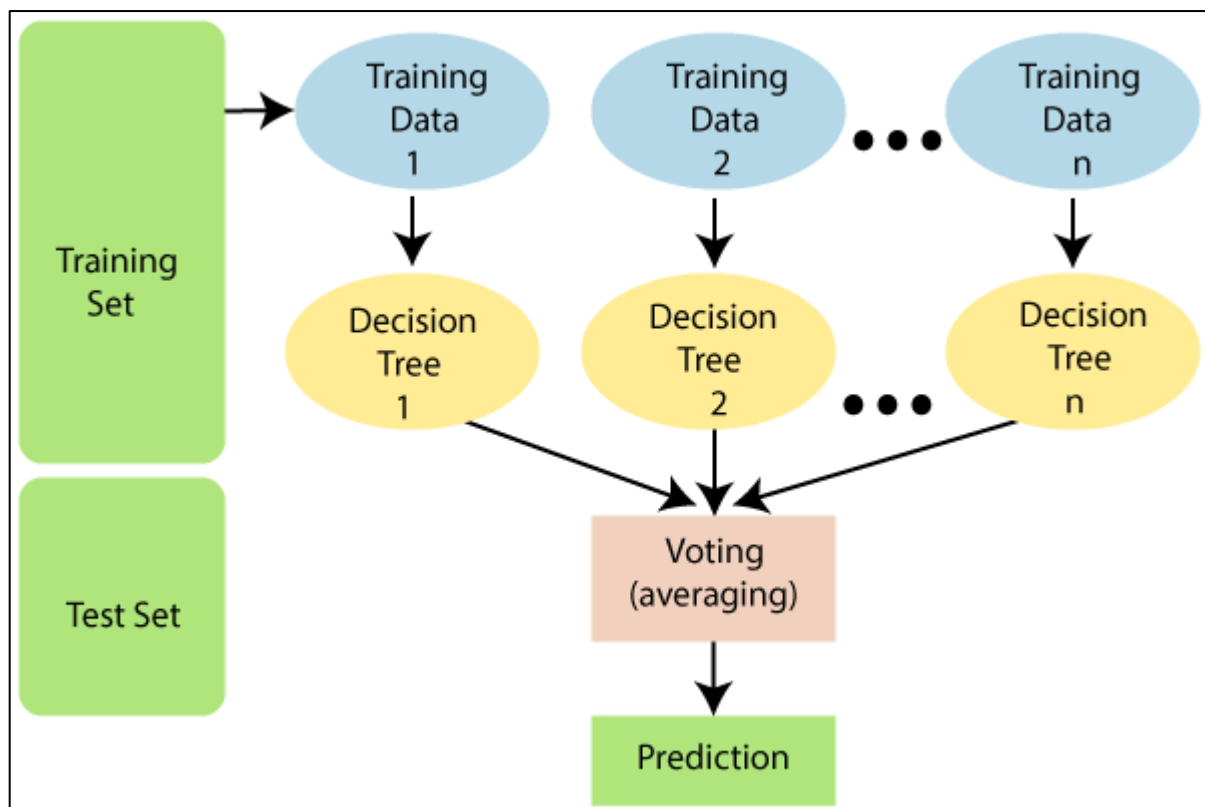 Training
Set
Test Set
Training
Data
1
Training
Data
2
Training
Data
n
Decision
Tree
1
Decision
Tree
2
Decision
Tree
n
Voting
(averaging)
Prediction